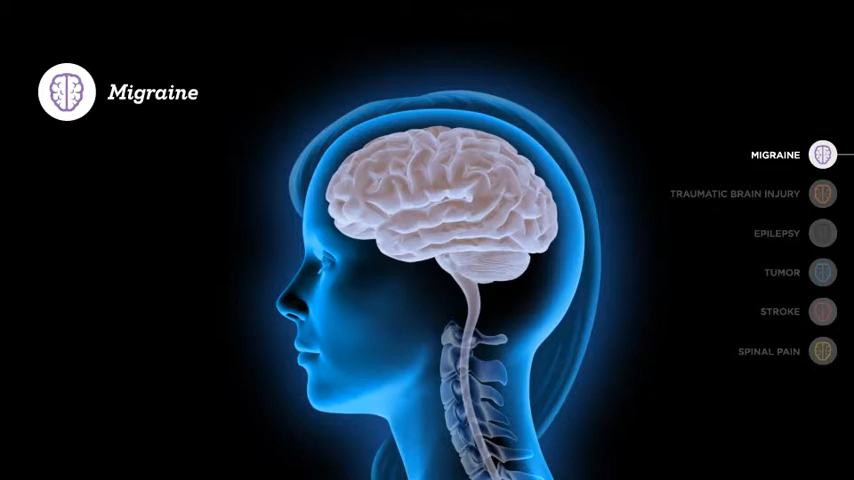 Migraine
MIGRAINE
TRAUMATIC BRAIN INJURY
EPILEPSY
TUMOR
STROKE
SPINAL PAIN